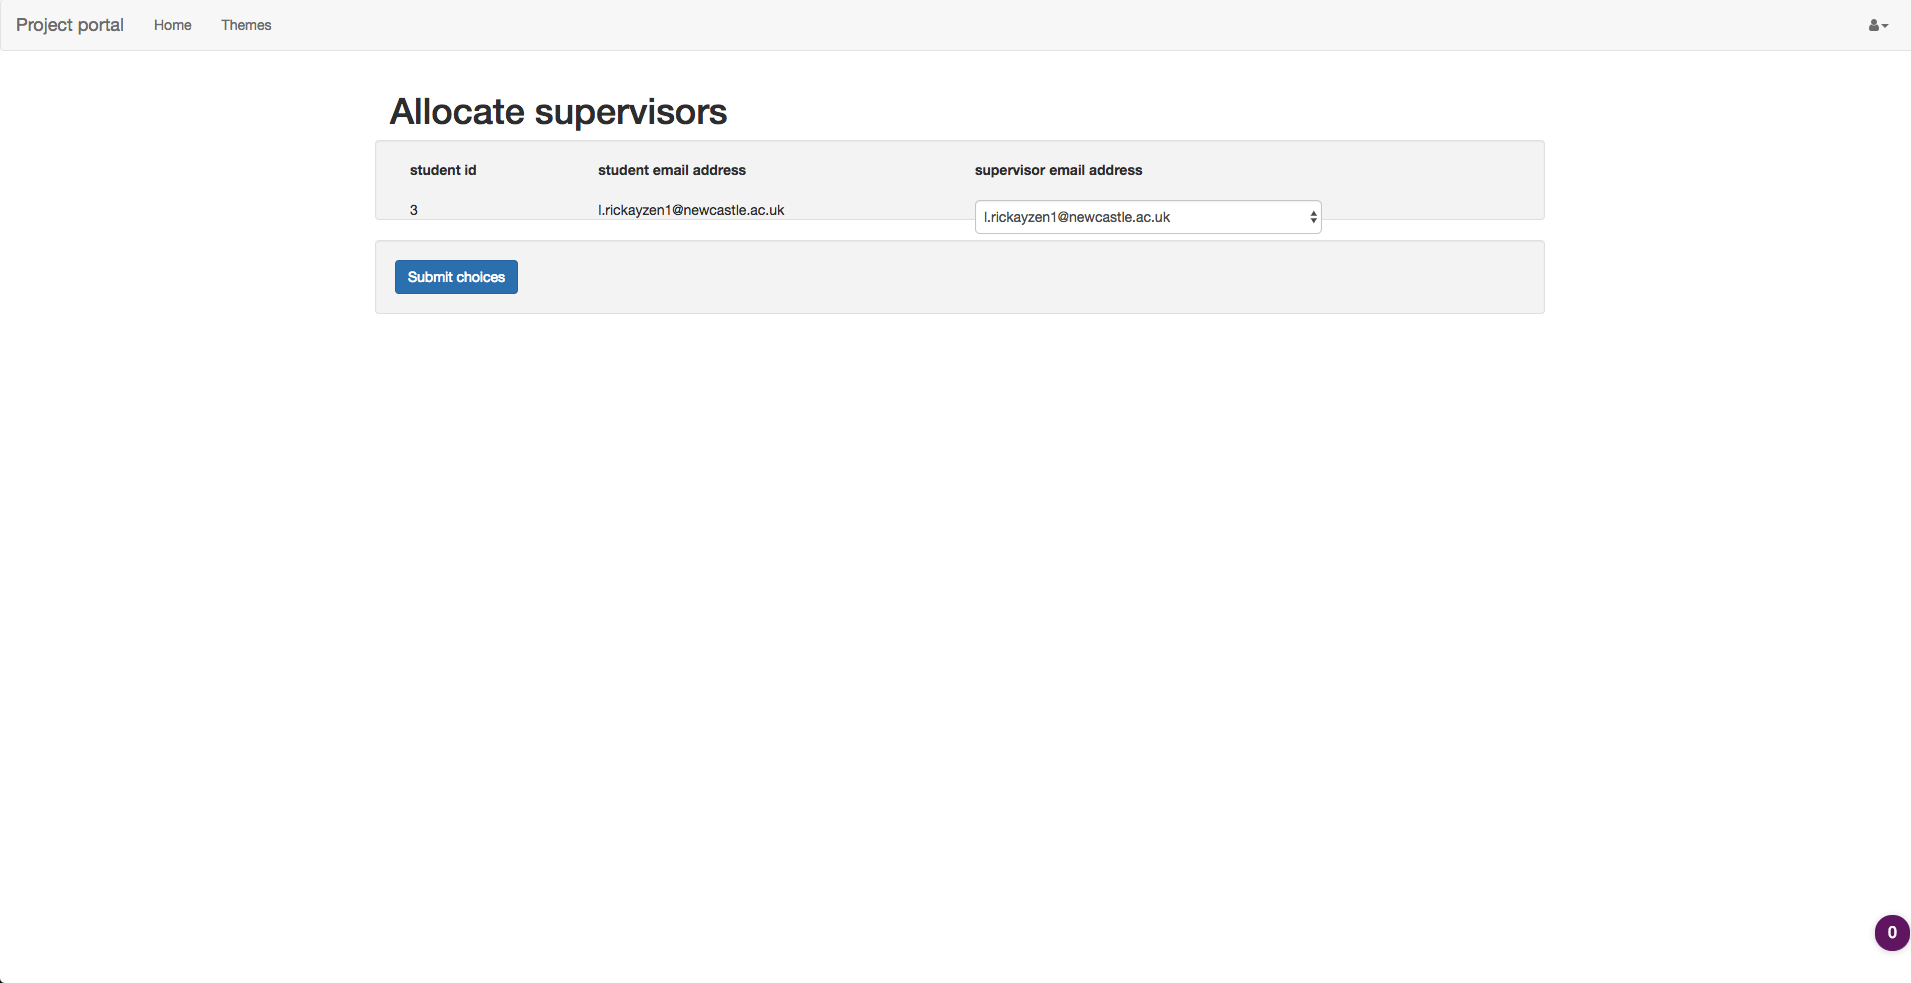 Project portal Home Themes
Allocate supervisors
student id student email address supervisor email address
3 l.rickayzen1@newcastle.ac.uk l.rickayzen1@newcastle.ac.uk
Submit choices
0